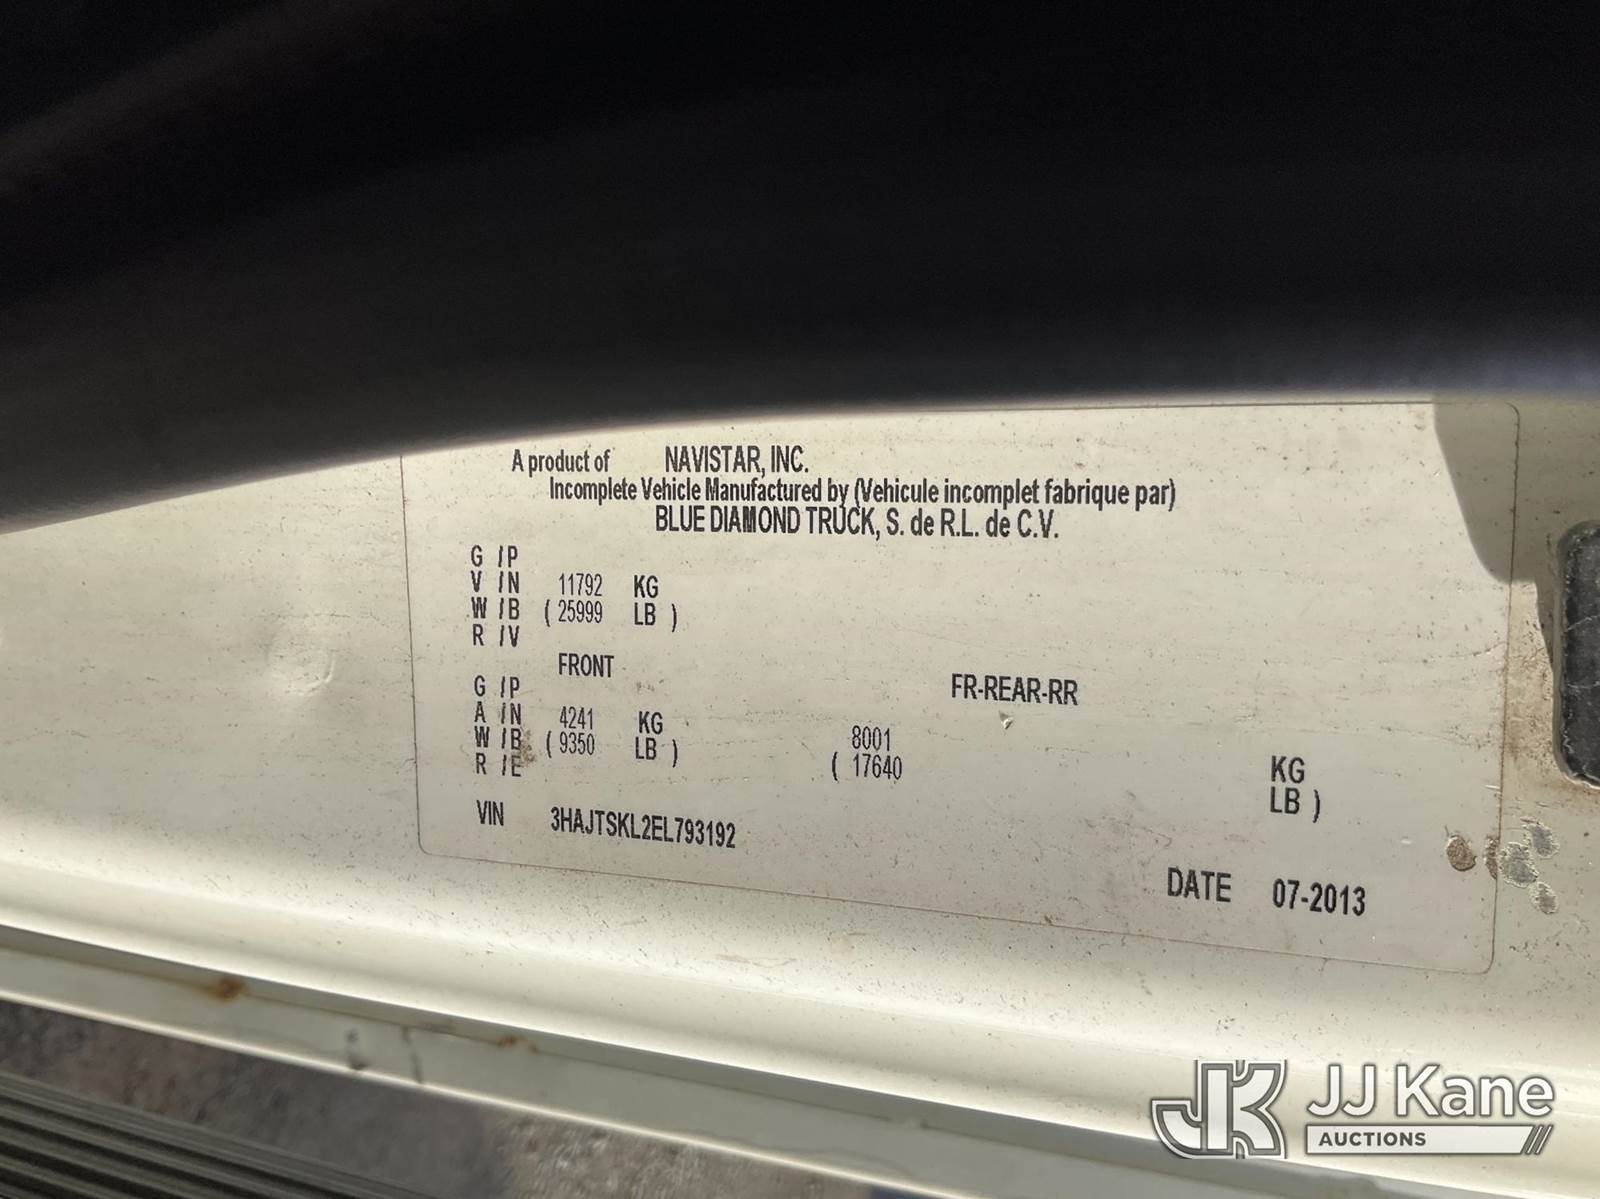 A product of NAVISTAR, INC.
Incomplete Vehicle Manufactured by (Vehicule incomplet fabrique par)
BLUE DIAMOND TRUCK, S. de R.L. de C.V.
G /P
V /N 11792 KG
W /B ( 25999 LB )
R /V
FRONT FR-REAR-RR
G /P
A /N 4241 KG 8001 KG
W /B ( 9350 LB ) ( 17640 LB )
R /E
VIN 3HAJTSKL2EL793192
DATE 07-2013
JK JJ Kane
AUCTIONS